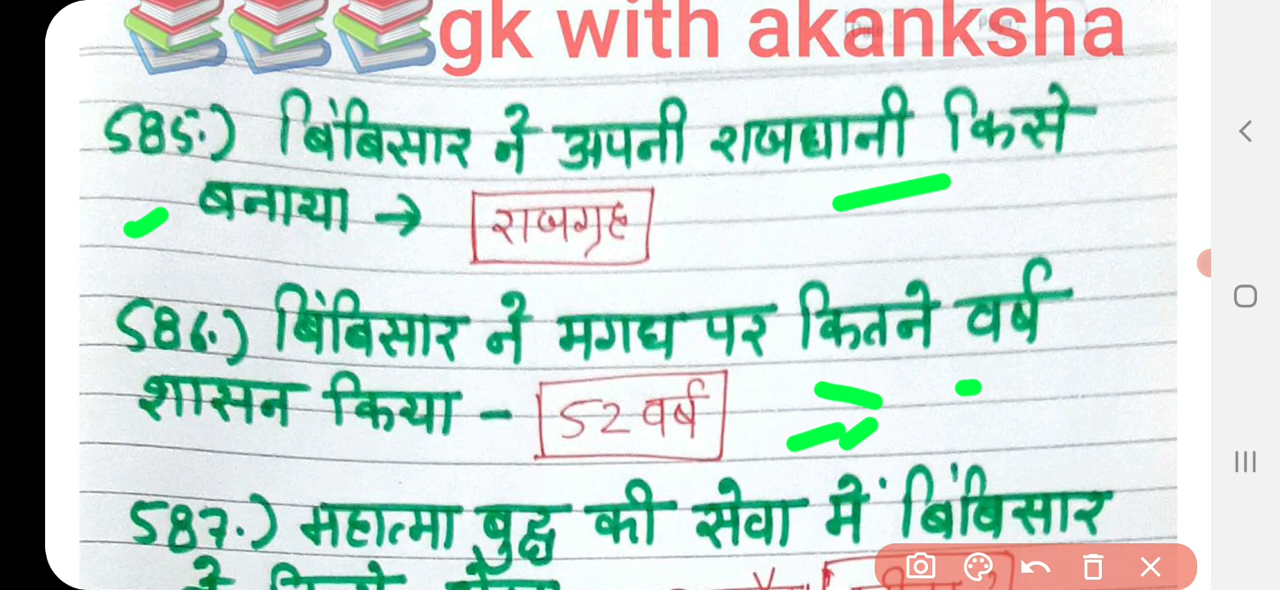 gk with akanksha
585.) बिंबिसार ने अपनी राजधानी किसे
बनाया → राजगृह
586.) बिंबिसार ने मगध पर कितने वर्ष
शासन किया - 52 वर्ष
587.) महात्मा बुद्ध की सेवा में बिंबिसार